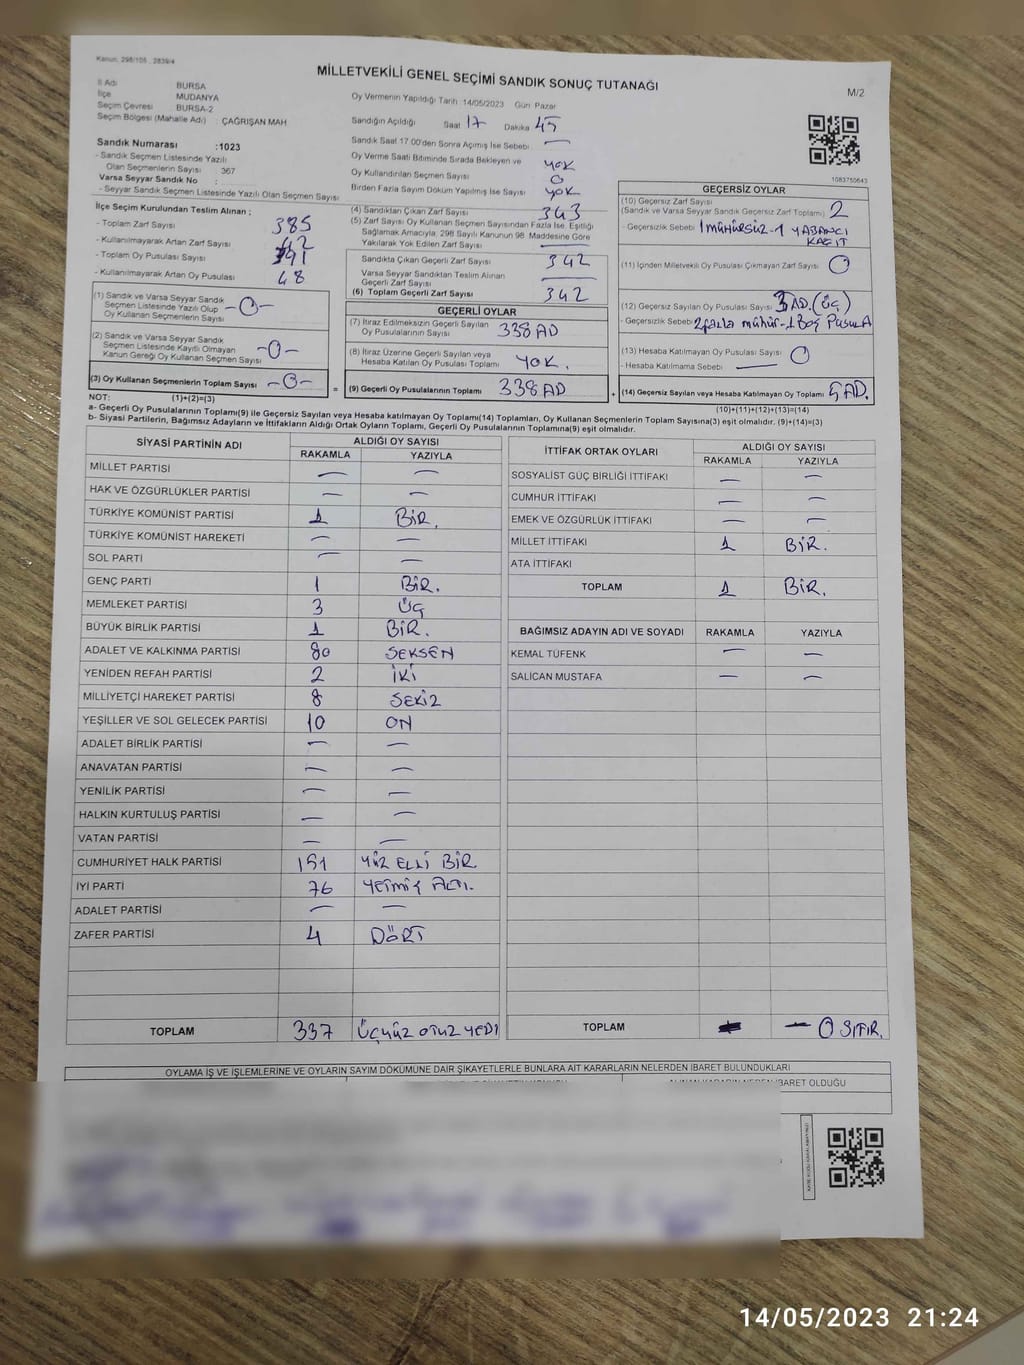 Kanun, 298/105 , 2839/4
MİLLETVEKİLİ GENEL SEÇİMİ SANDIK SONUÇ TUTANAĞI
M/2
İl Adı BURSA
İlçe MUDANYA
Seçim Çevresi BURSA-2
Seçim Bölgesi (Mahalle Adı) : ÇAĞRIŞAN MAH
Sandık Numarası :1023
- Sandık Seçmen Listesinde Yazılı
Olan Seçmenlerin Sayısı : 367
Varsa Seyyar Sandık No :
- Seyyar Sandık Seçmen Listesinde Yazılı Olan Seçmen Sayısı
Oy Vermenin Yapıldığı Tarih 14/05/2023 Gün Pazar
Sandığın Açıldığı Saat 17 Dakika 45
Sandık Saat 17.00'den Sonra Açılmış İse Sebebi —
Oy Verme Saati Bitiminde Sırada Bekleyen ve YOK
Oy Kullandırılan Seçmen Sayısı 0
Birden Fazla Sayım Döküm Yapılmış İse Sayısı YOK
1083750643
İlçe Seçim Kurulundan Teslim Alınan ;
- Toplam Zarf Sayısı 385
- Kullanılmayarak Artan Zarf Sayısı 42
- Toplam Oy Pusulası Sayısı
- Kullanılmayarak Artan Oy Pusulası 48
(1) Sandık ve Varsa Seyyar Sandık
Seçmen Listesinde Yazılı Olup
Oy Kullanan Seçmenlerin Sayısı -0-
(2) Sandık ve Varsa Seyyar Sandık
Seçmen Listesinde Kayıtlı Olmayan
Kanun Gereği Oy Kullanan Seçmen Sayısı -0-
(3) Oy Kullanan Seçmenlerin Toplam Sayısı -0-
(4) Sandıktan Çıkan Zarf Sayısı 343
(5) Zarf Sayısı Oy Kullanan Seçmen Sayısından Fazla İse, Eşitliği
Sağlamak Amacıyla, 298 Sayılı Kanunun 98. Maddesine Göre
Yakılarak Yok Edilen Zarf Sayısı —
Sandıkta Çıkan Geçerli Zarf Sayısı 342
Varsa Seyyar Sandıktan Teslim Alınan
Geçerli Zarf Sayısı —
(6) Toplam Geçerli Zarf Sayısı 342
GEÇERLİ OYLAR
(7) İtiraz Edilmeksizin Geçerli Sayılan
Oy Pusulalarının Sayısı 338 AD
(8) İtiraz Üzerine Geçerli Sayılan veya
Hesaba Katılan Oy Pusulası Toplamı YOK.
= (9) Geçerli Oy Pusulalarının Toplamı 338 AD +
GEÇERSİZ OYLAR
(10) Geçersiz Zarf Sayısı
(Sandık ve Varsa Seyyar Sandık Geçersiz Zarf Toplamı) 2
- Geçersizlik Sebebi 1 MÜHÜRSÜZ-1 YABANCI
KAĞIT
(11) İçinden Milletvekili Oy Pusulası Çıkmayan Zarf Sayısı 0
(12) Geçersiz Sayılan Oy Pusulası Sayısı 3 AD.(ÜÇ)
- Geçersizlik Sebebi 2 fazla mühür-1 Boş PUSULA
(13) Hesaba Katılmayan Oy Pusulası Sayısı 0
- Hesaba Katılmama Sebebi —
(14) Geçersiz Sayılan veya Hesaba Katılmayan Oy Toplamı 5 AD.
NOT: (1)+(2)=(3)
(10)+(11)+(12)+(13)=(14)
a- Geçerli Oy Pusulalarının Toplamı(9) ile Geçersiz Sayılan veya Hesaba katılmayan Oy Toplamı(14) Toplamları, Oy Kullanan Seçmenlerin Toplam Sayısına(3) eşit olmalıdır. (9)+(14)=(3)
b- Siyasi Partilerin, Bağımsız Adayların ve İttifakların Aldığı Ortak Oyların Toplamı, Geçerli Oy Pusulalarının Toplamına(9) eşit olmalıdır.
SİYASİ PARTİNİN ADI ALDIĞI OY SAYISI
RAKAMLA YAZIYLA
MİLLET PARTİSİ — —
HAK VE ÖZGÜRLÜKLER PARTİSİ — —
TÜRKİYE KOMÜNİST PARTİSİ 1 BİR.
TÜRKİYE KOMÜNİST HAREKETİ — —
SOL PARTİ — —
GENÇ PARTİ 1 BİR.
MEMLEKET PARTİSİ 3 ÜÇ
BÜYÜK BİRLİK PARTİSİ 1 BİR.
ADALET VE KALKINMA PARTİSİ 80 SEKSEN
YENİDEN REFAH PARTİSİ 2 İKİ
MİLLİYETÇİ HAREKET PARTİSİ 8 SEKİZ
YEŞİLLER VE SOL GELECEK PARTİSİ 10 ON
ADALET BİRLİK PARTİSİ — —
ANAVATAN PARTİSİ — —
YENİLİK PARTİSİ — —
HALKIN KURTULUŞ PARTİSİ — —
VATAN PARTİSİ — —
CUMHURİYET HALK PARTİSİ 151 YÜZ ELLİ BİR
İYİ PARTİ 76 YETMİŞ ALTI.
ADALET PARTİSİ — —
ZAFER PARTİSİ 4 DÖRT
TOPLAM 337 ÜÇYÜZ OTUZ YEDİ
İTTİFAK ORTAK OYLARI ALDIĞI OY SAYISI
RAKAMLA YAZIYLA
SOSYALİST GÜÇ BİRLİĞİ İTTİFAKI — —
CUMHUR İTTİFAKI — —
EMEK VE ÖZGÜRLÜK İTTİFAKI — —
MİLLET İTTİFAKI 1 BİR.
ATA İTTİFAKI
TOPLAM 1 BİR.
BAĞIMSIZ ADAYIN ADI VE SOYADI RAKAMLA YAZIYLA
KEMAL TÜFENK — —
SALİCAN MUSTAFA — —
TOPLAM — 0 SIFIR.
OYLAMA İŞ VE İŞLEMLERİNE VE OYLARIN SAYIM DÖKÜMÜNE DAİR ŞİKAYETLERLE BUNLARA AİT KARARLARIN NELERDEN İBARET BULUNDUKLARI
İBARET OLDUĞU
14/05/2023 21:24